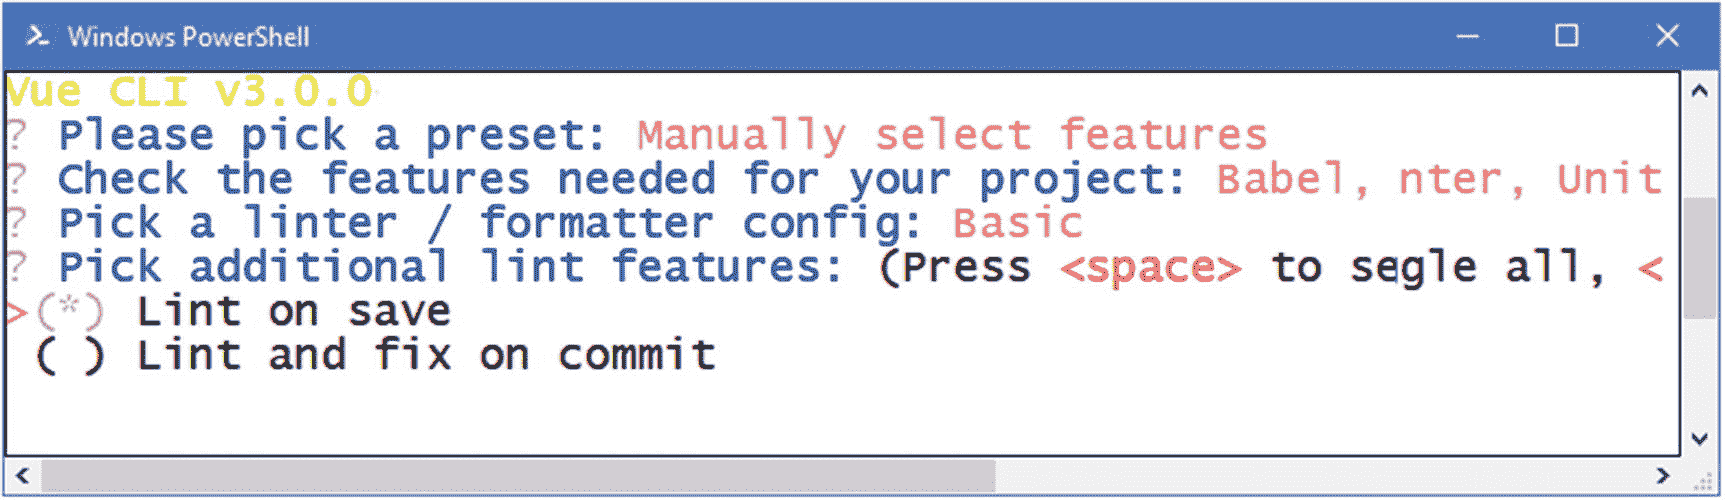 Windows PowerShell
Vue CLI v3.0.0
? Please pick a preset: Manually select features
? Check the features needed for your project: Babel, nter, Unit
? Pick a linter / formatter config: Basic
? Pick additional lint features: (Press <space> to segle all, <
>(*) Lint on save
( ) Lint and fix on commit